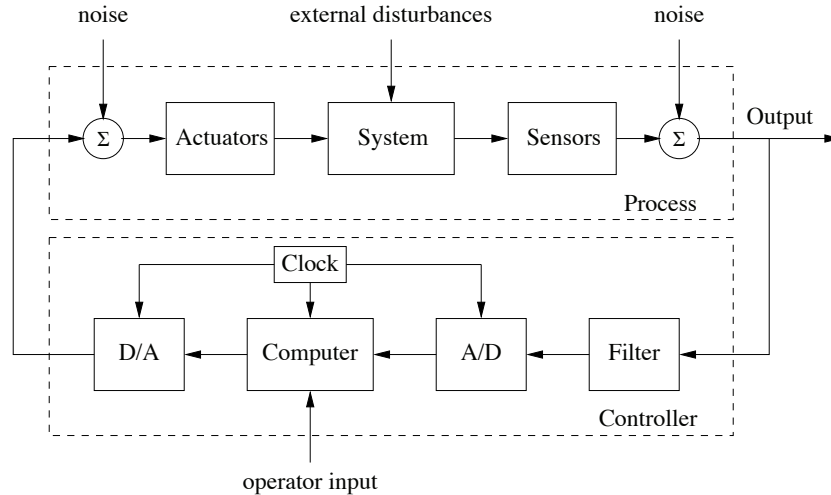 noise
external disturbances
noise
Σ
Actuators
System
Sensors
Σ
Output
Process
Clock
D/A
Computer
A/D
Filter
Controller
operator input